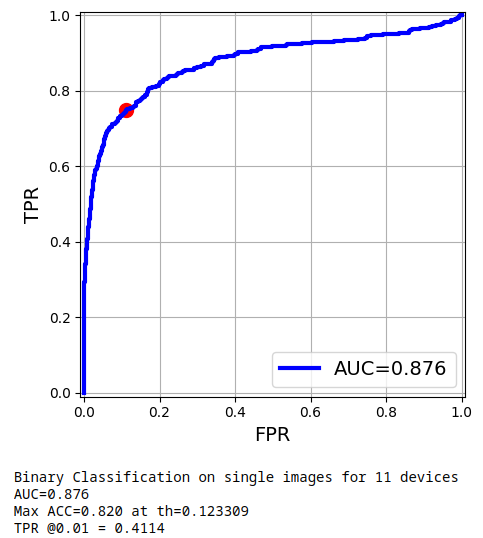 1.0
0.8
0.6
0.4
0.2
0.0
TPR
AUC=0.876
0.0 0.2 0.4 0.6 0.8 1.0
FPR
Binary Classification on single images for 11 devices
AUC=0.876
Max ACC=0.820 at th=0.123309
TPR @0.01 = 0.4114